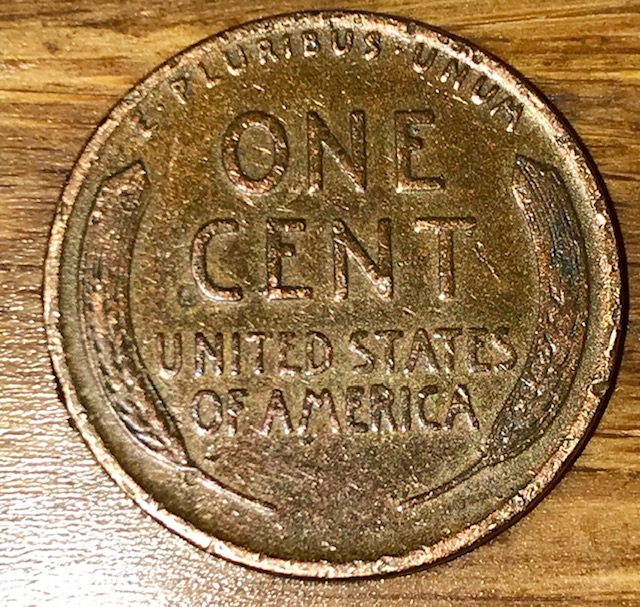 E PLURIBUS UNUM
ONE
CENT
UNITED STATES
OF AMERICA